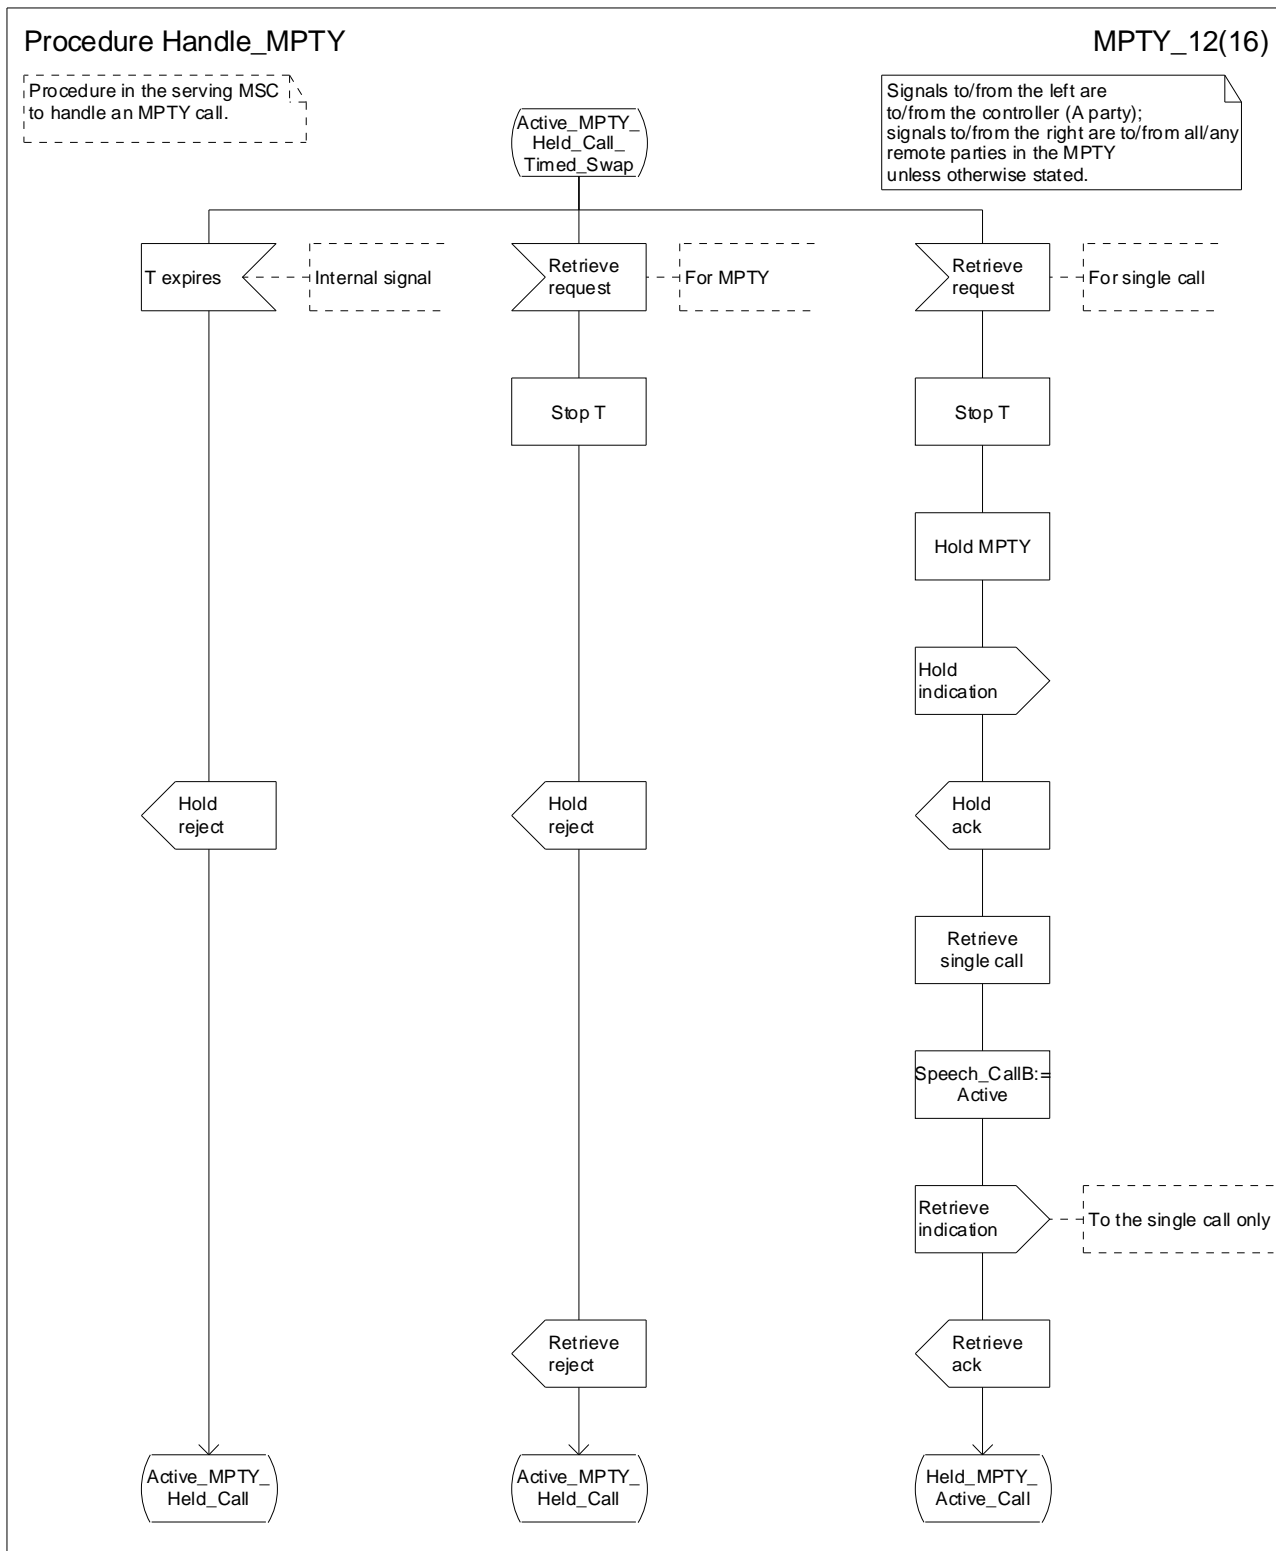 Procedure Handle_MPTY
MPTY_12(16)
Procedure in the serving MSC
to handle an MPTY call.
Signals to/from the left are
to/from the controller (A party);
signals to/from the right are to/from all/any
remote parties in the MPTY
unless otherwise stated.
Active_MPTY_
Held_Call_
Timed_Swap
T expires
Internal signal
Retrieve
request
For MPTY
Retrieve
request
For single call
Stop T
Stop T
Hold MPTY
Hold
indication
Hold
reject
Hold
reject
Hold
ack
Retrieve
single call
Speech_CallB:=
Active
Retrieve
indication
To the single call only
Retrieve
reject
Retrieve
ack
Active_MPTY_
Held_Call
Active_MPTY_
Held_Call
Held_MPTY_
Active_Call